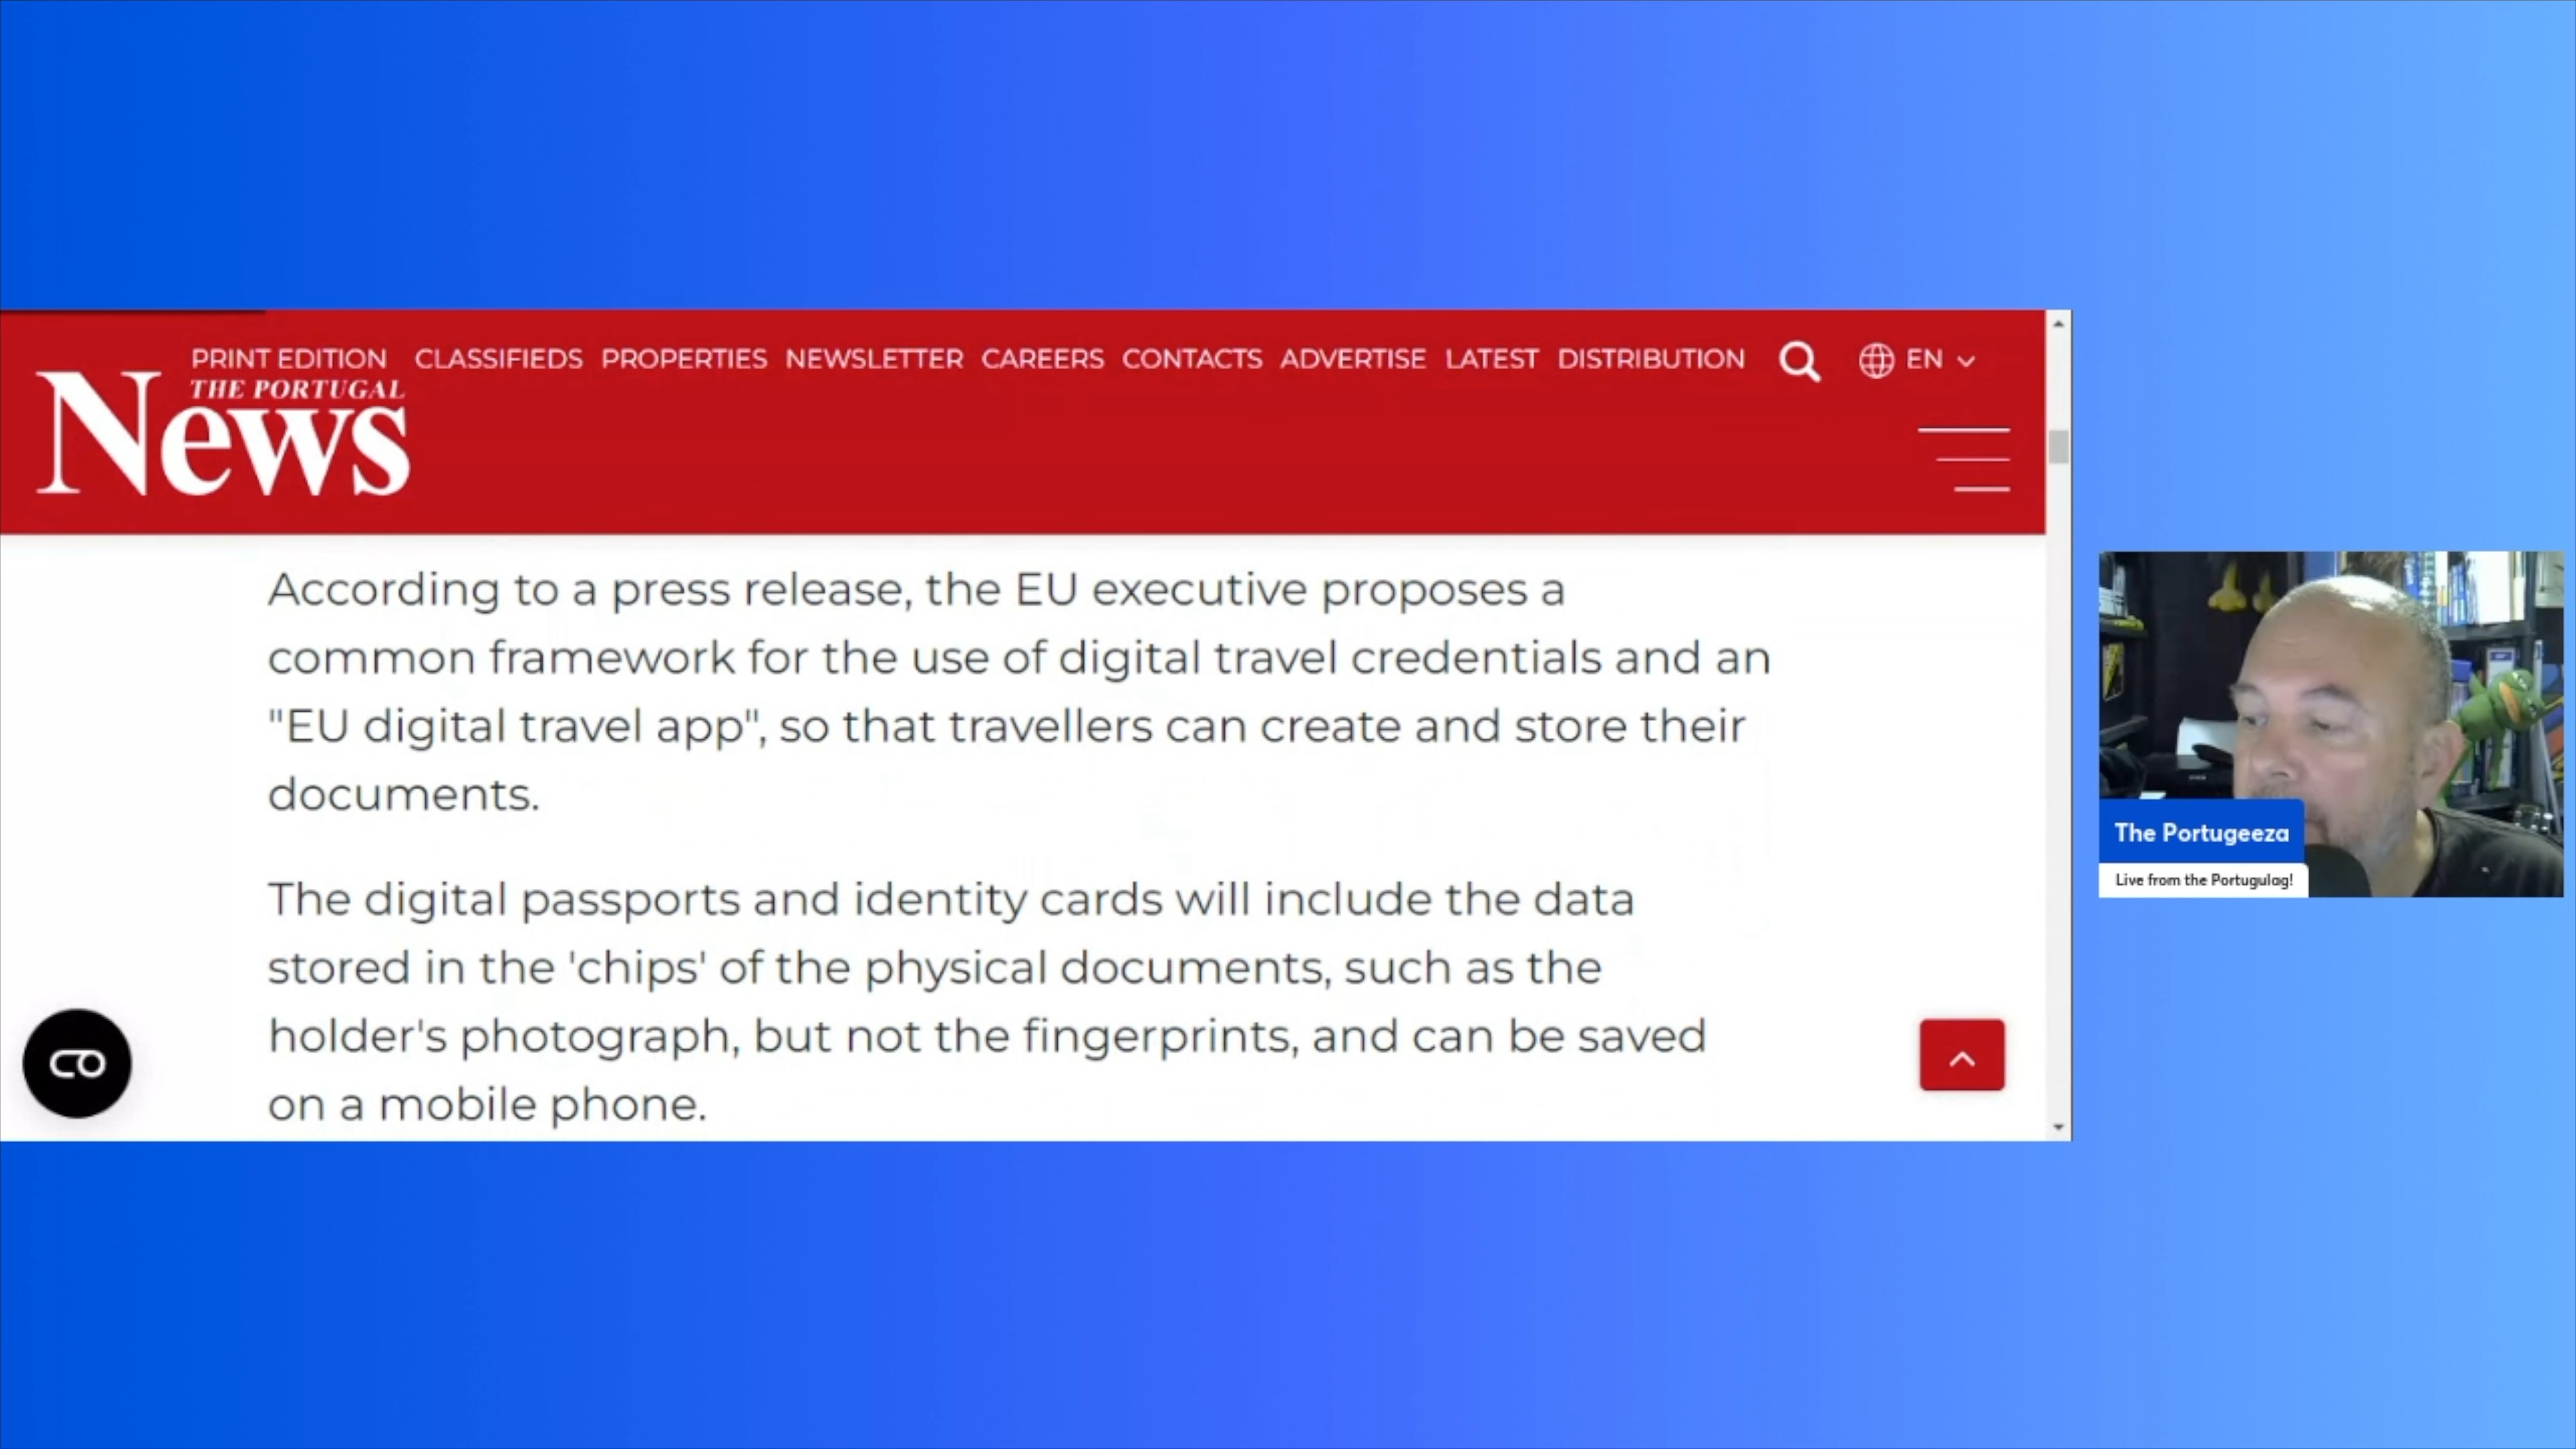 PRINT EDITION CLASSIFIEDS PROPERTIES NEWSLETTER CAREERS CONTACTS ADVERTISE LATEST DISTRIBUTION EN
THE PORTUGAL
News
According to a press release, the EU executive proposes a
common framework for the use of digital travel credentials and an
"EU digital travel app", so that travellers can create and store their
documents.
The digital passports and identity cards will include the data
stored in the 'chips' of the physical documents, such as the
holder's photograph, but not the fingerprints, and can be saved
on a mobile phone.
The Portugeeza
Live from the Portugulag!